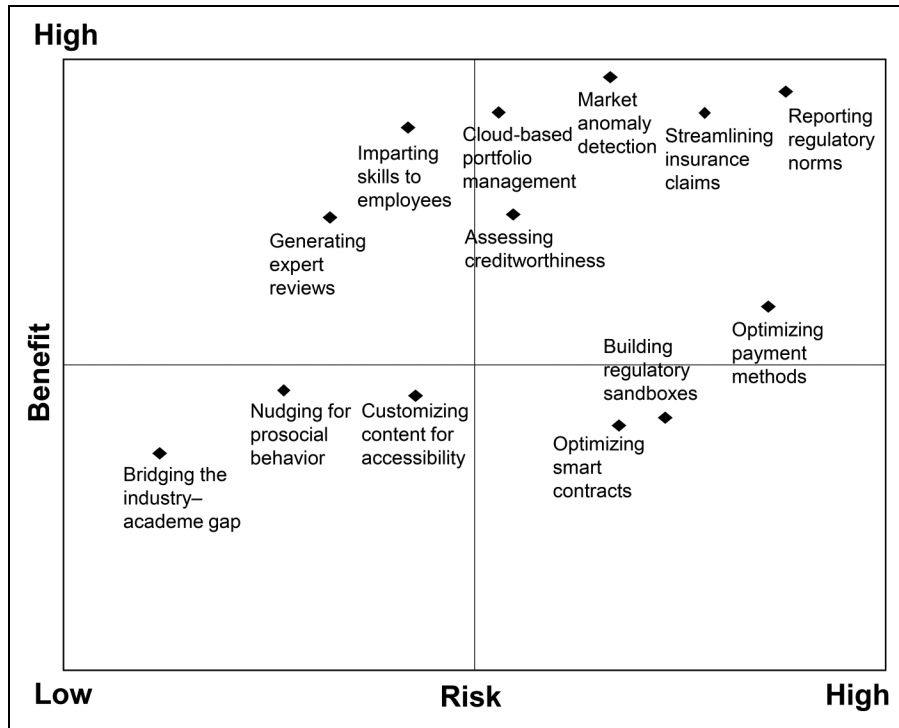 High
Market
anomaly
detection
Reporting
regulatory
norms
Cloud-based
portfolio
management
Streamlining
insurance
claims
Imparting
skills to
employees
Generating
expert
reviews
Assessing
creditworthiness
Optimizing
payment
methods
Building
regulatory
sandboxes
Benefit
Nudging for
prosocial
behavior
Customizing
content for
accessibility
Optimizing
smart
contracts
Bridging the
industry–
academe gap
Low
Risk
High